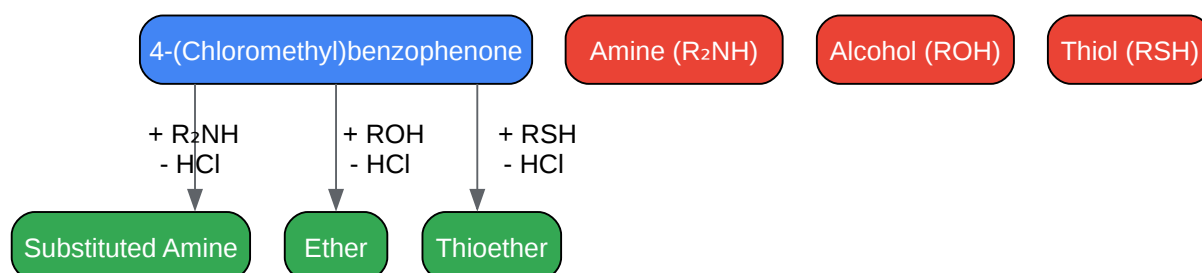 4-(Chloromethyl)benzophenone
Amine (R₂NH)
Alcohol (ROH)
Thiol (RSH)
+ R₂NH
- HCl
+ ROH
- HCl
+ RSH
- HCl
Substituted Amine
Ether
Thioether